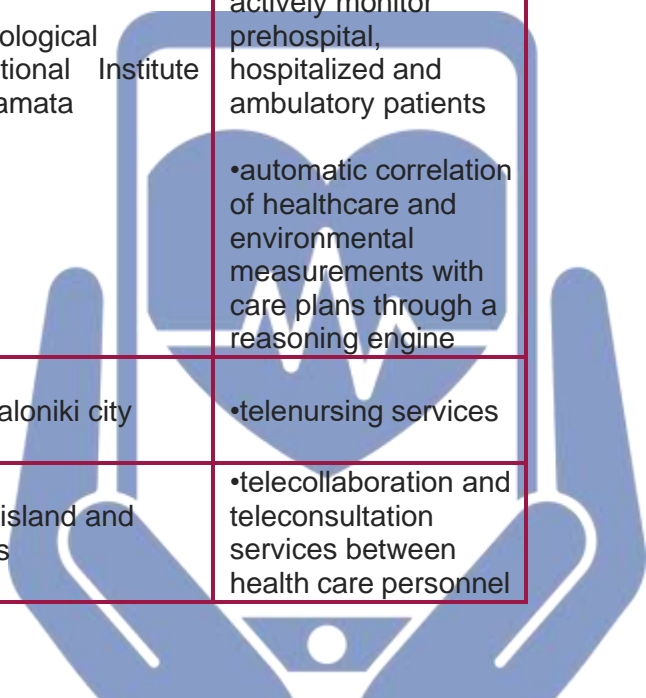 actively monitor
ological prehospital,
tional Institute hospitalized and
amata ambulatory patients
•automatic correlation
of healthcare and
environmental
measurements with
care plans through a
reasoning engine
aloniki city •telenursing services
•telecollaboration and
island and teleconsultation
s services between
health care personnel